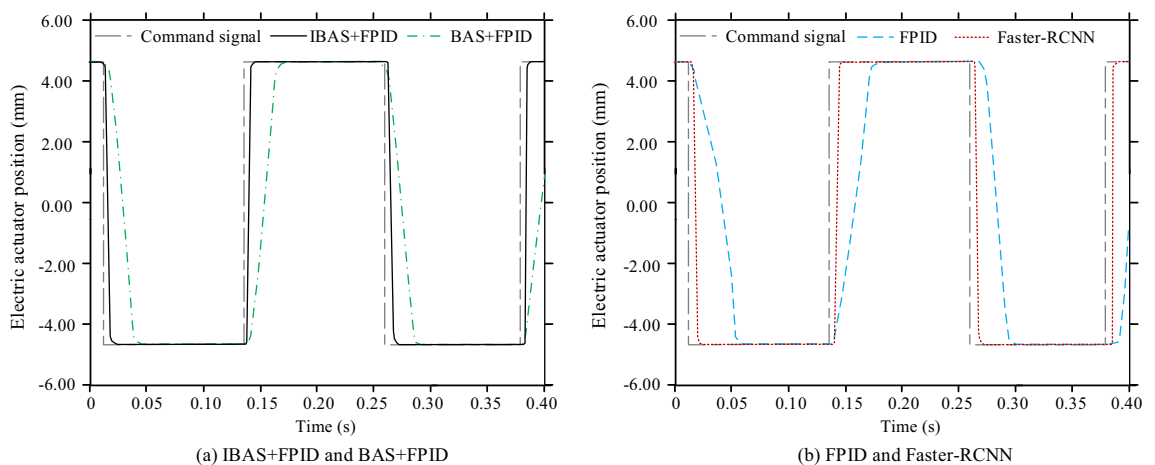 6.00
4.00
2.00
0.00
-2.00
-4.00
-6.00
Electric actuator position (mm)
Command signal
IBAS+FPID
BAS+FPID
0
0.05
0.10
0.15
0.20
0.25
0.30
0.35
0.40
Time (s)
(a) IBAS+FPID and BAS+FPID
6.00
4.00
2.00
0.00
-2.00
-4.00
-6.00
Electric actuator position (mm)
Command signal
FPID
Faster-RCNN
0
0.05
0.10
0.15
0.20
0.25
0.30
0.35
0.40
Time (s)
(b) FPID and Faster-RCNN